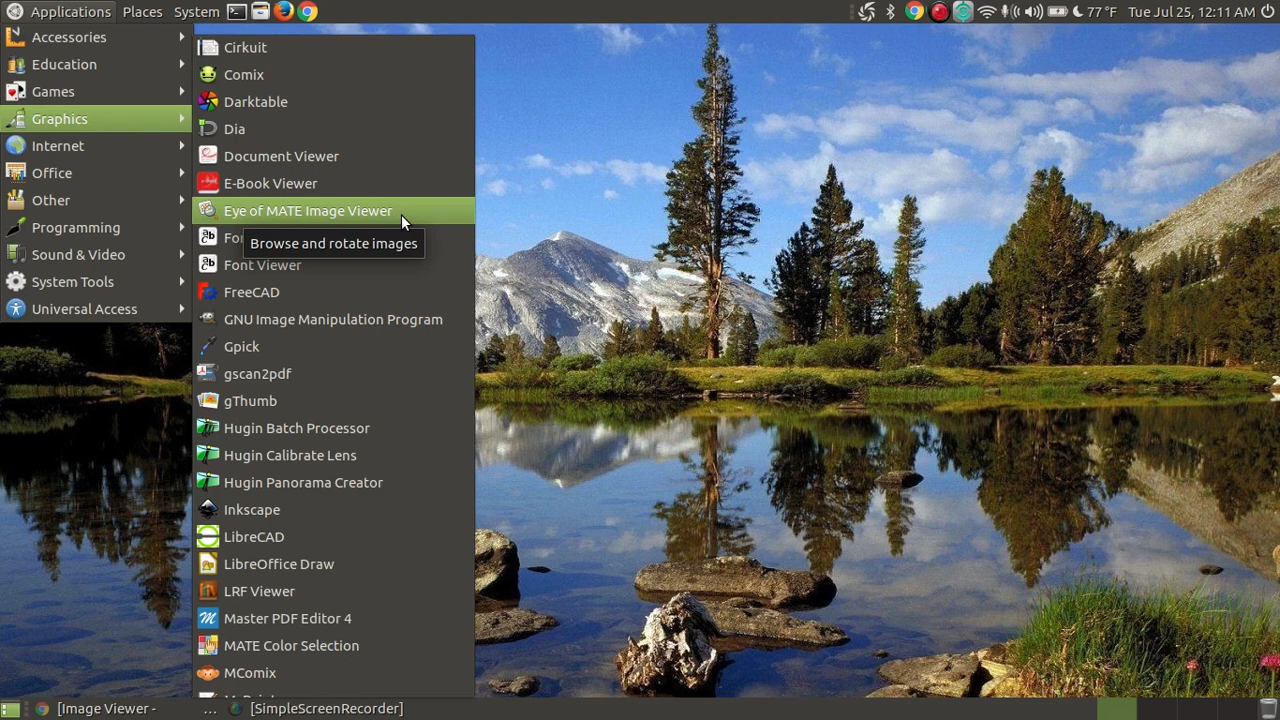 Applications Places System 77 °F Tue Jul 25, 12:11 AM
Accessories
Education
Games
Graphics
Internet
Office
Other
Programming
Sound & Video
System Tools
Universal Access
Cirkuit
Comix
Darktable
Dia
Document Viewer
E-Book Viewer
Eye of MATE Image Viewer
Browse and rotate images
Font Viewer
FreeCAD
GNU Image Manipulation Program
Gpick
gscan2pdf
gThumb
Hugin Batch Processor
Hugin Calibrate Lens
Hugin Panorama Creator
Inkscape
LibreCAD
LibreOffice Draw
LRF Viewer
Master PDF Editor 4
MATE Color Selection
MComix
[Image Viewer - ... [SimpleScreenRecorder]